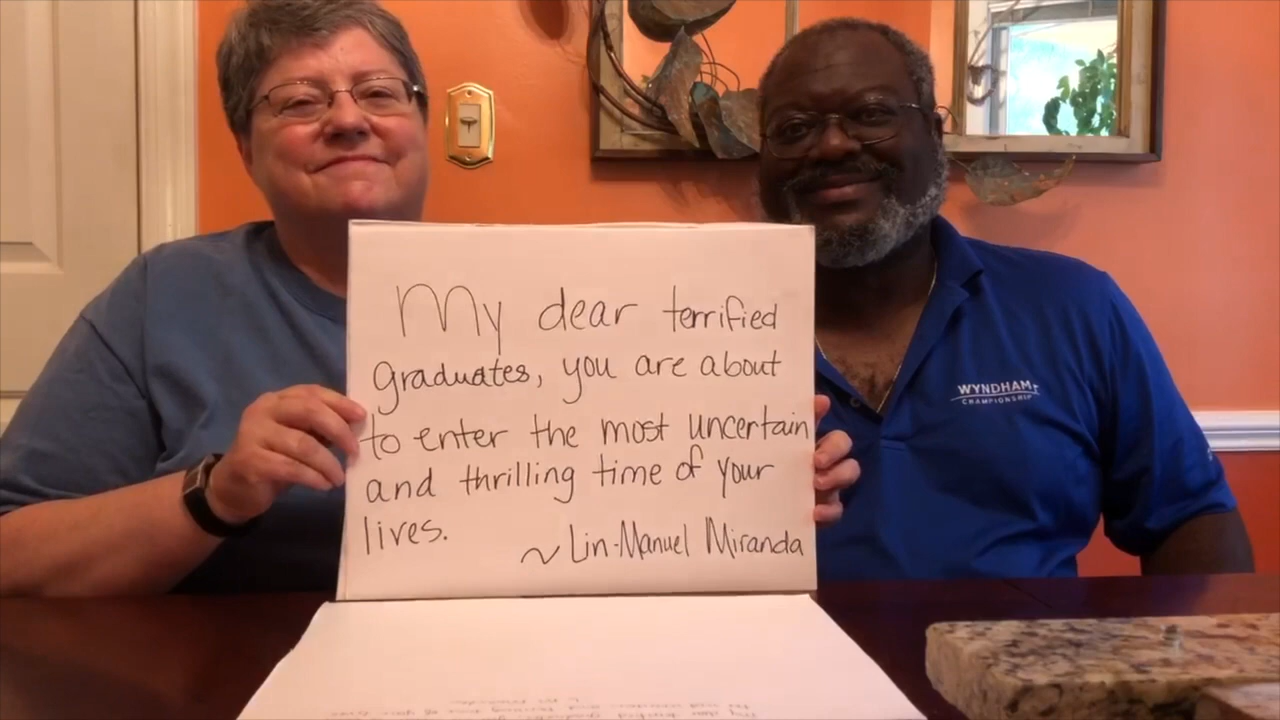 My dear terrified
graduates, you are about
to enter the most uncertain
and thrilling time of your
lives.
~ Lin-Manuel Miranda
WYNDHAM
CHAMPIONSHIP